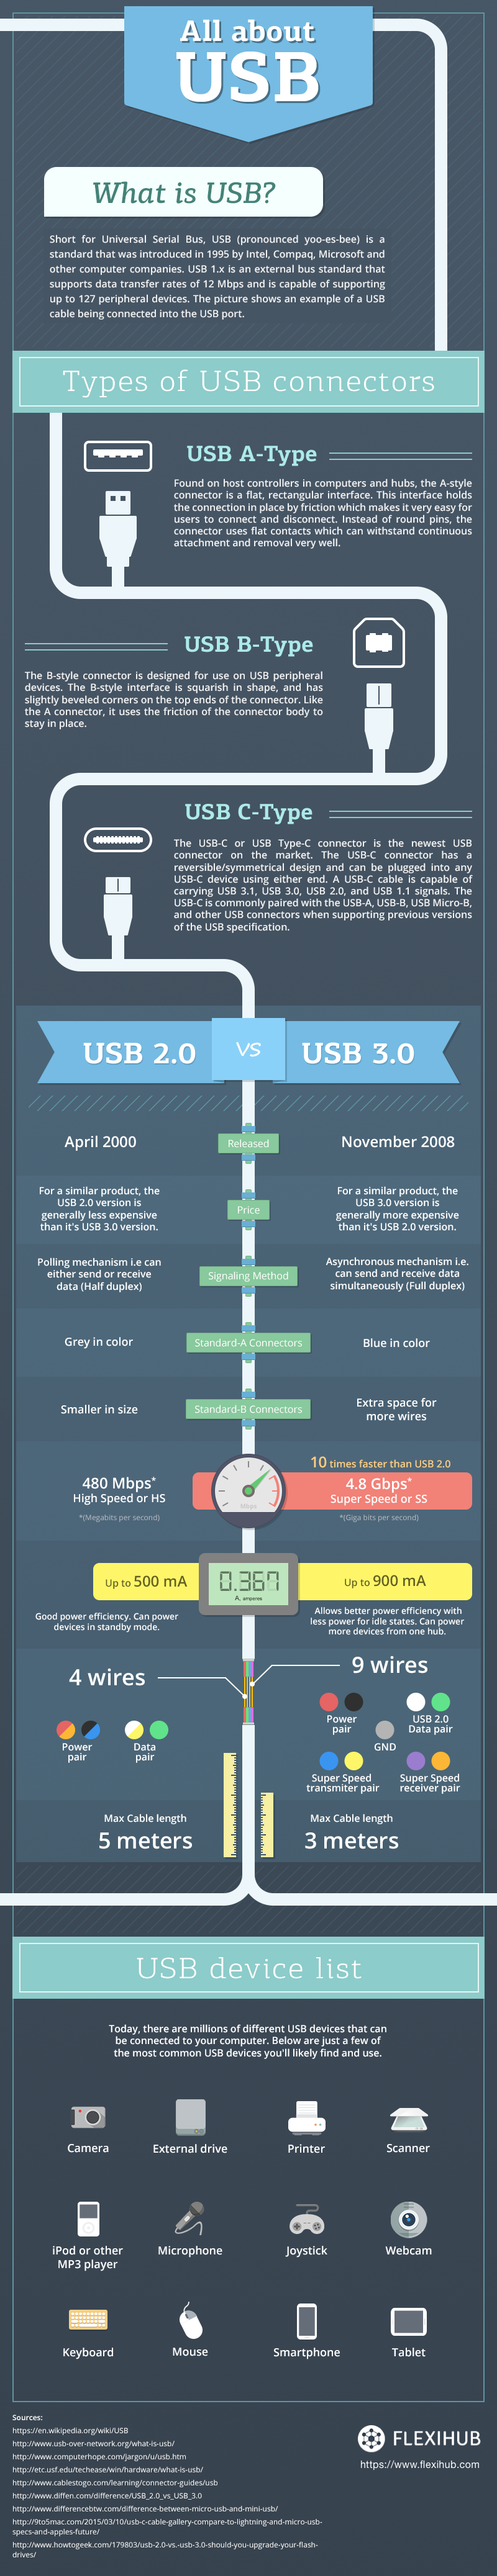 All about
USB
What is USB?
Short for Universal Serial Bus, USB (pronounced yoo-es-bee) is a
standard that was introduced in 1995 by Intel, Compaq, Microsoft and
other computer companies. USB 1.x is an external bus standard that
supports data transfer rates of 12 Mbps and is capable of supporting
up to 127 peripheral devices. The picture shows an example of a USB
cable being connected into the USB port.
Types of USB connectors
USB A-Type
Found on host controllers in computers and hubs, the A-style
connector is a flat, rectangular interface. This interface holds
the connection in place by friction which makes it very easy for
users to connect and disconnect. Instead of round pins, the
connector uses flat contacts which can withstand continuous
attachment and removal very well.
USB B-Type
The B-style connector is designed for use on USB peripheral
devices. The B-style interface is squarish in shape, and has
slightly beveled corners on the top ends of the connector. Like
the A connector, it uses the friction of the connector body to
stay in place.
USB C-Type
The USB-C or USB Type-C connector is the newest USB
connector on the market. The USB-C connector has a
reversible/symmetrical design and can be plugged into any
USB-C device using either end. A USB-C cable is capable of
carrying USB 3.1, USB 3.0, USB 2.0, and USB 1.1 signals. The
USB-C is commonly paired with the USB-A, USB-B, USB Micro-B,
and other USB connectors when supporting previous versions
of the USB specification.
USB 2.0 VS USB 3.0
April 2000
Released
November 2008
For a similar product, the
USB 2.0 version is
generally less expensive
than it's USB 3.0 version.
Price
For a similar product, the
USB 3.0 version is
generally more expensive
than it's USB 2.0 version.
Polling mechanism i.e can
either send or receive
data (Half duplex)
Signaling Method
Asynchronous mechanism i.e.
can send and receive data
simultaneously (Full duplex)
Grey in color
Standard-A Connectors
Blue in color
Smaller in size
Standard-B Connectors
Extra space for
more wires
480 Mbps*
High Speed or HS
*(Megabits per second)
Mbps
10 times faster than USB 2.0
4.8 Gbps*
Super Speed or SS
*(Giga bits per second)
Up to 500 mA
Good power efficiency. Can power
devices in standby mode.
0.367
A, amperes
Up to 900 mA
Allows better power efficiency with
less power for idle states. Can power
more devices from one hub.
4 wires
Power
pair
Data
pair
9 wires
Power
pair
USB 2.0
Data pair
GND
Super Speed
transmiter pair
Super Speed
receiver pair
Max Cable length
5 meters
Max Cable length
3 meters
USB device list
Today, there are millions of different USB devices that can
be connected to your computer. Below are just a few of
the most common USB devices you'll likely find and use.
Camera
External drive
Printer
Scanner
iPod or other
MP3 player
Microphone
Joystick
Webcam
Keyboard
Mouse
Smartphone
Tablet
Sources:
https://en.wikipedia.org/wiki/USB
http://www.usb-over-network.org/what-is-usb/
http://www.computerhope.com/jargon/u/usb.htm
http://etc.usf.edu/techease/win/hardware/what-is-usb/
http://www.cablestogo.com/learning/connector-guides/usb
http://www.diffen.com/difference/USB_2.0_vs_USB_3.0
http://www.differencebtw.com/difference-between-micro-usb-and-mini-usb/
http://9to5mac.com/2015/03/10/usb-c-cable-gallery-compare-to-lightning-and-micro-usb-
specs-and-apples-future/
http://www.howtogeek.com/179803/usb-2.0-vs.-usb-3.0-should-you-upgrade-your-flash-
drives/
FLEXIHUB
https://www.flexihub.com